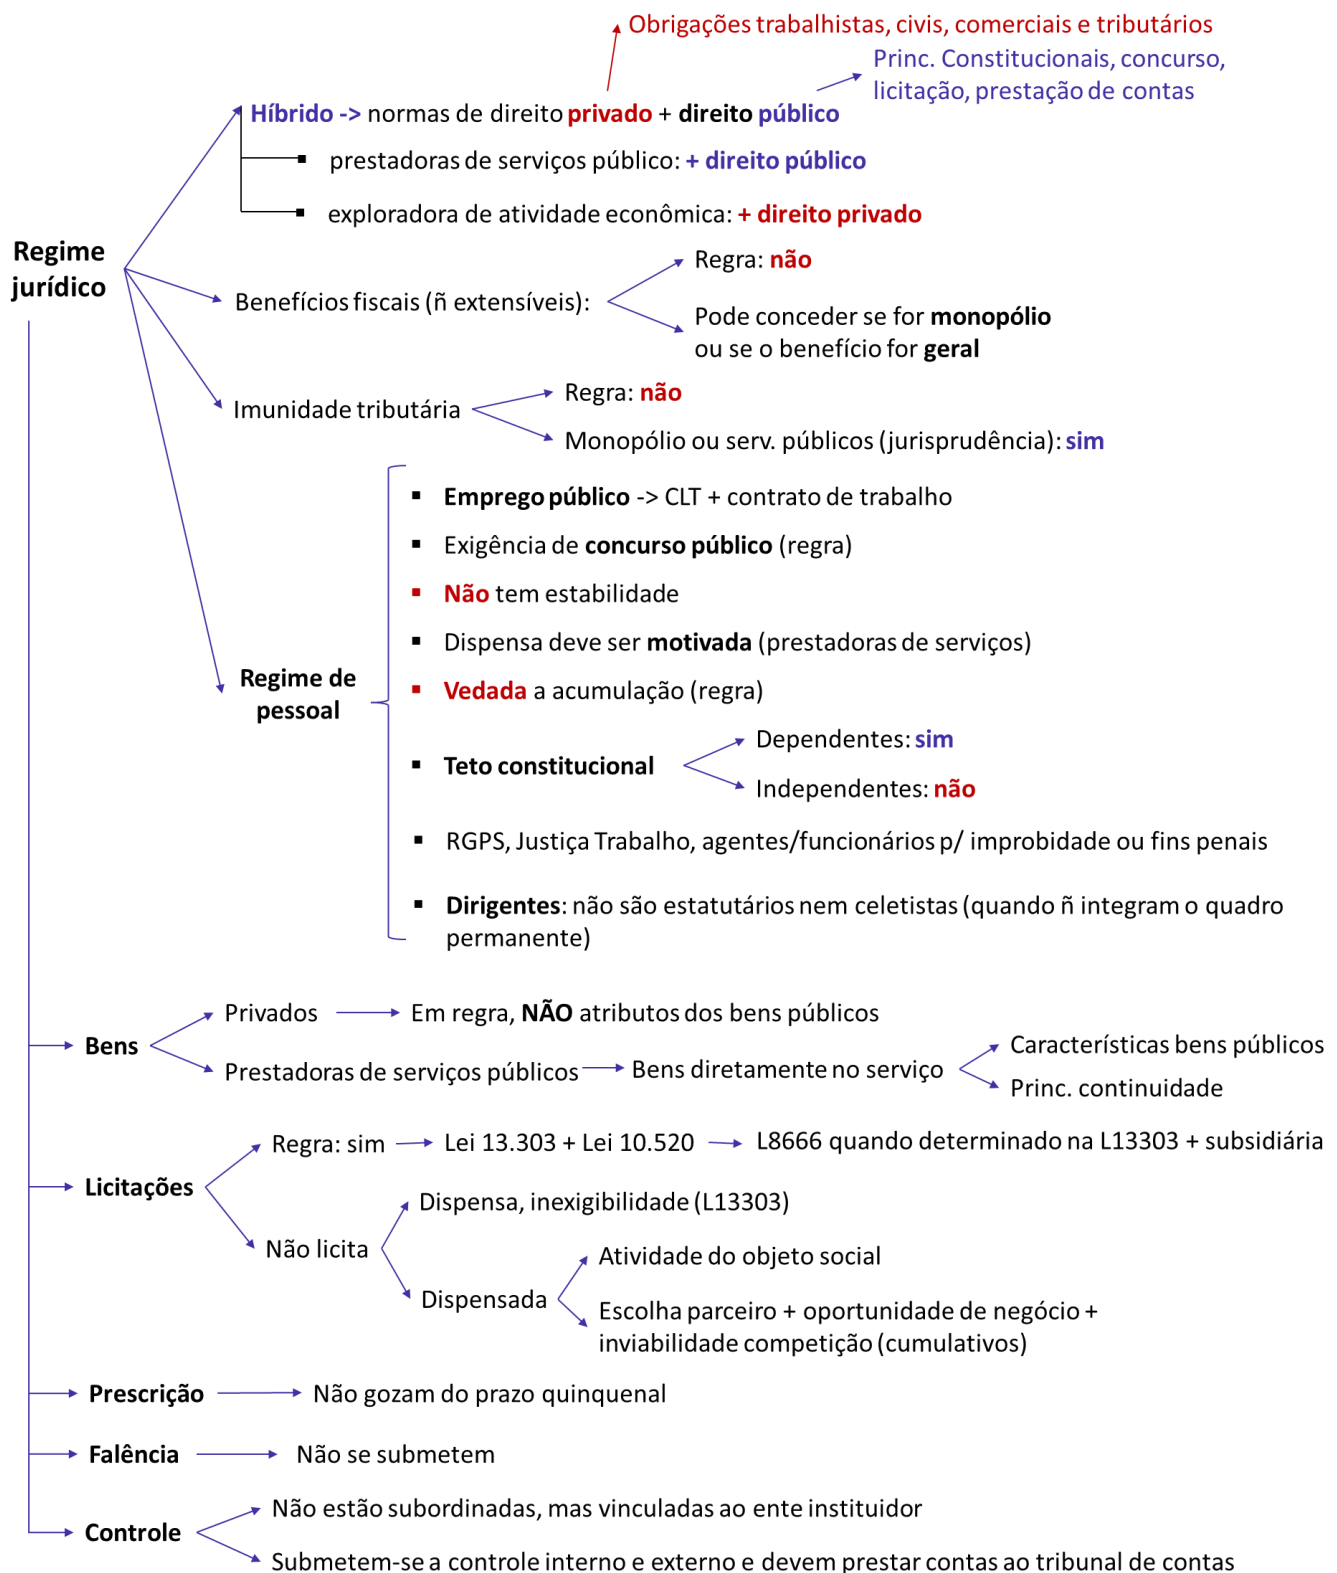 Obrigações trabalhistas, civis, comerciais e tributários
Princ. Constitucionais, concurso,
licitação, prestação de contas
Híbrido -> normas de direito privado + direito público
prestadoras de serviços público: + direito público
exploradora de atividade econômica: + direito privado
Regime
jurídico
Benefícios fiscais (ñ extensíveis):
Regra: não
Pode conceder se for monopólio
ou se o benefício for geral
Imunidade tributária
Regra: não
Monopólio ou serv. públicos (jurisprudência): sim
Regime de
pessoal
Emprego público -> CLT + contrato de trabalho
Exigência de concurso público (regra)
Não tem estabilidade
Dispensa deve ser motivada (prestadoras de serviços)
Vedada a acumulação (regra)
Teto constitucional
Dependentes: sim
Independentes: não
RGPS, Justiça Trabalho, agentes/funcionários p/ improbidade ou fins penais
Dirigentes: não são estatutários nem celetistas (quando ñ integram o quadro
permanente)
Bens
Privados
Em regra, NÃO atributos dos bens públicos
Prestadoras de serviços públicos
Bens diretamente no serviço
Características bens públicos
Princ. continuidade
Licitações
Regra: sim
Lei 13.303 + Lei 10.520
L8666 quando determinado na L13303 + subsidiária
Não licita
Dispensa, inexigibilidade (L13303)
Dispensada
Atividade do objeto social
Escolha parceiro + oportunidade de negócio +
inviabilidade competição (cumulativos)
Prescrição
Não gozam do prazo quinquenal
Falência
Não se submetem
Controle
Não estão subordinadas, mas vinculadas ao ente instituidor
Submetem-se a controle interno e externo e devem prestar contas ao tribunal de contas